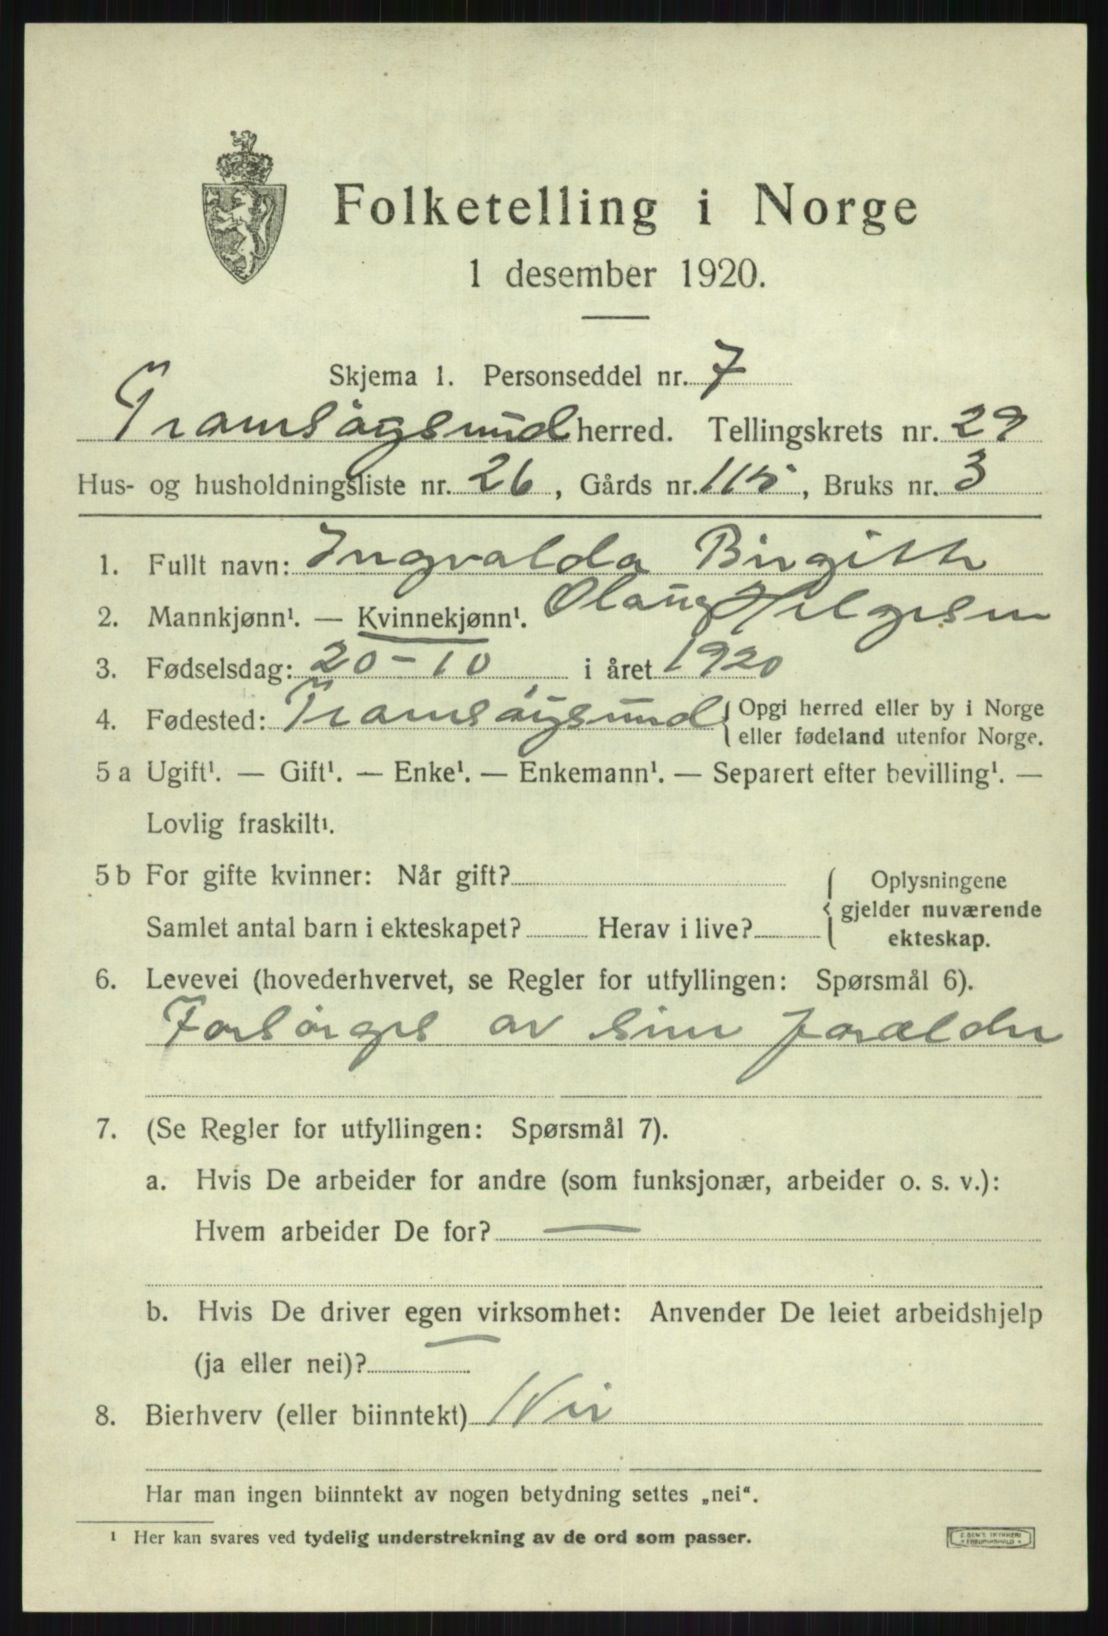 Folketelling i Norge
1 desember 1920.
Skjema 1. Personseddel nr. 7
Tromsøysund herred. Tellingskrets nr. 29
Hus- og husholdningsliste nr. 26, Gårds nr. 115, Bruks nr. 3
1. Fullt navn: Ingvalda Birgith
Olaug Helgesen
2. Mannkjønn¹. — Kvinnekjønn¹.
3. Fødselsdag: 20-10 i året 1920
4. Fødested: Tromsøysund { Opgi herred eller by i Norge
eller fødeland utenfor Norge.
5 a Ugift¹. — Gift¹. — Enke¹. — Enkemann¹. — Separert efter bevilling¹. —
Lovlig fraskilt¹.
5 b For gifte kvinner: Når gift?
Samlet antal barn i ekteskapet? Herav i live?
{ Oplysningene
gjelder nuværende
ekteskap.
6. Levevei (hovederhvervet, se Regler for utfyllingen: Spørsmål 6).
Forsørges av sine forældre
7. (Se Regler for utfyllingen: Spørsmål 7).
a. Hvis De arbeider for andre (som funksjonær, arbeider o. s. v.):
Hvem arbeider De for? —
b. Hvis De driver egen virksomhet: Anvender De leiet arbeidshjelp
(ja eller nei)? —
8. Bierhverv (eller biinntekt) Nei
Har man ingen biinntekt av nogen betydning settes „nei“.
¹ Her kan svares ved tydelig understrekning av de ord som passer.